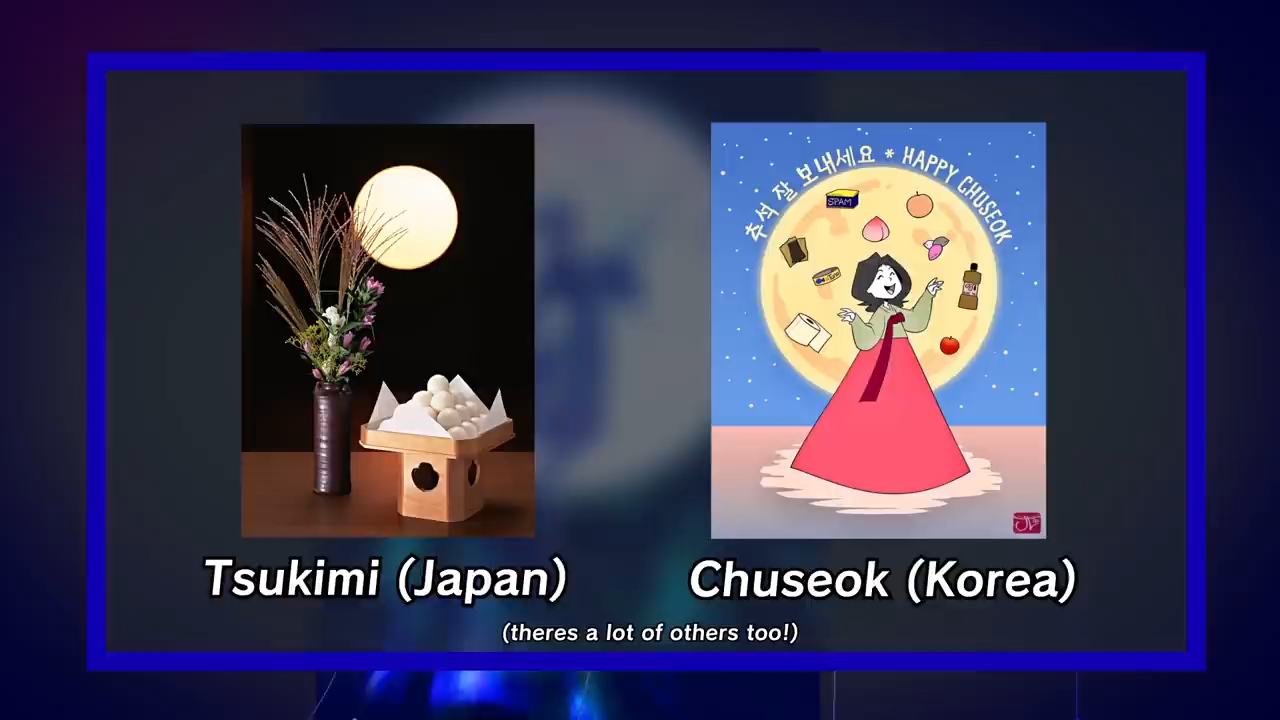 추석 잘 보내세요 * HAPPY CHUSEOK
SPAM
Tsukimi (Japan)
Chuseok (Korea)
(theres a lot of others too!)